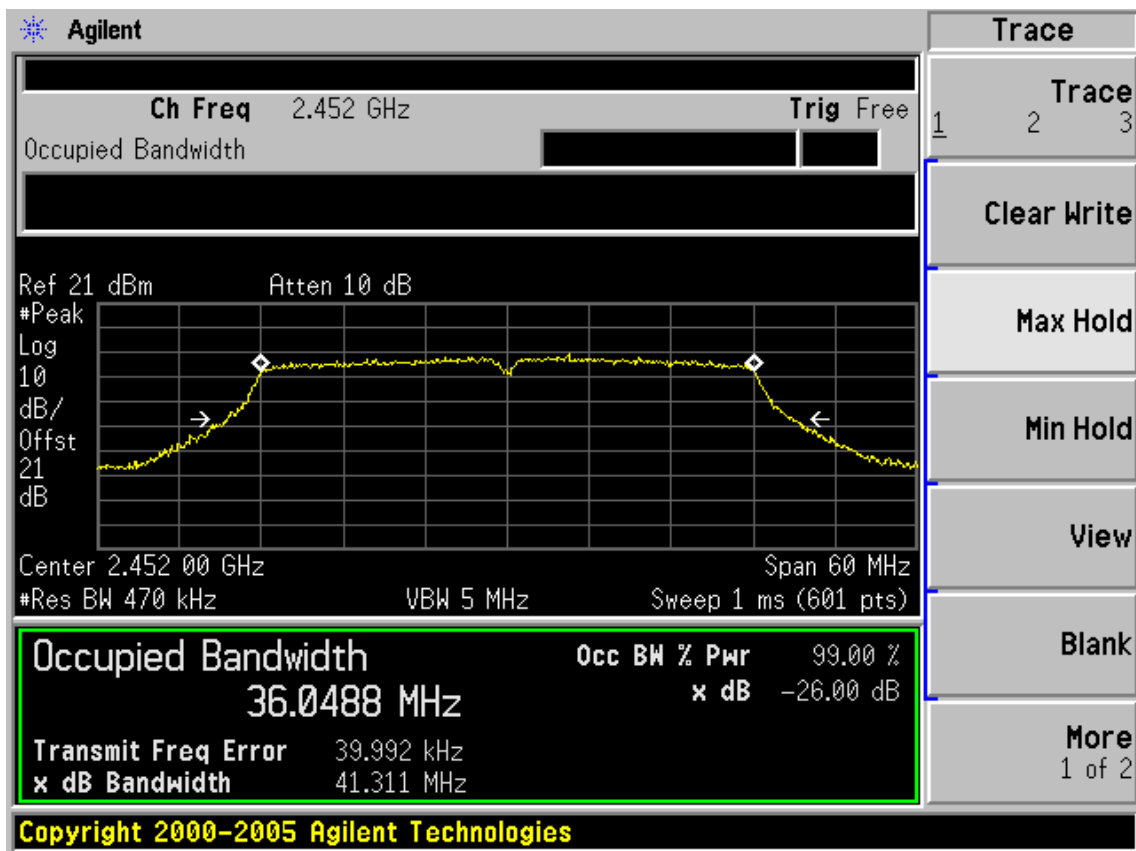 Agilent
Ch Freq 2.452 GHz Trig Free
Occupied Bandwidth
Ref 21 dBm Atten 10 dB
#Peak
Log
10
dB/
Offst
21
dB
Center 2.452 00 GHz Span 60 MHz
#Res BW 470 kHz VBW 5 MHz Sweep 1 ms (601 pts)
Occupied Bandwidth
36.0488 MHz
Occ BW % Pwr 99.00 %
x dB -26.00 dB
Transmit Freq Error 39.992 kHz
x dB Bandwidth 41.311 MHz
Copyright 2000-2005 Agilent Technologies
Trace
Trace
1 2 3
Clear Write
Max Hold
Min Hold
View
Blank
More
1 of 2